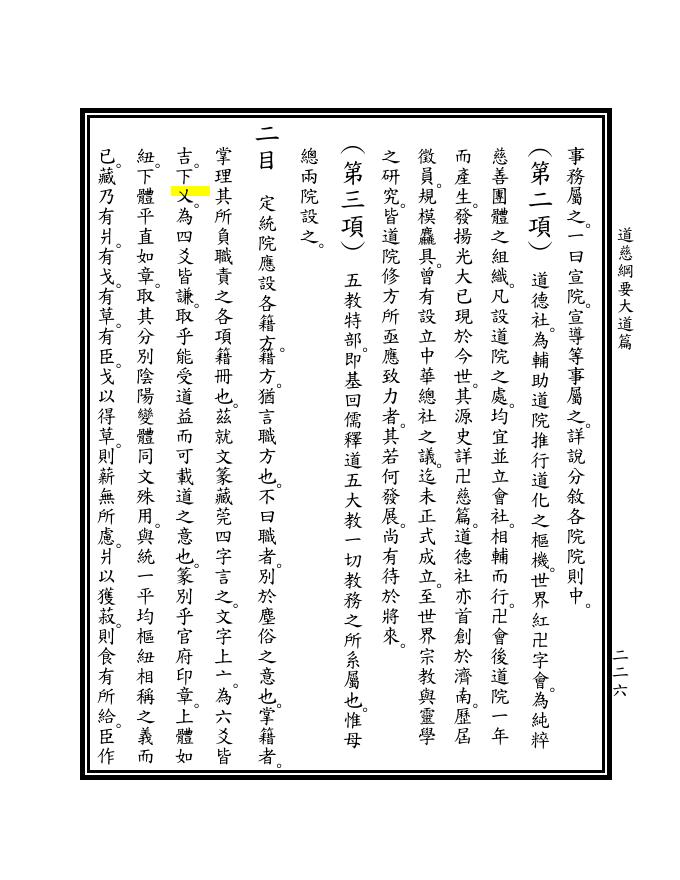 道慈綱要大道篇
二二六
事務屬之。一曰宣院。宣導等事屬之。詳說分敘各院院則中。
（第二項） 道德社。為輔助道院推行道化之樞機。世界紅卍字會。為純粹
慈善團體之組織。凡設道院之處。均宜並立會社。相輔而行。卍會後道院一年
而產生。發揚光大已現於今世。其源史詳卍慈篇。道德社亦首創於濟南。歷屆
徵員。規模麤具。曾有設立中華總社之議。迄未正式成立。至世界宗教與靈學
之研究。皆道院修方所亟應致力者。其若何發展。尚有待於將來。
（第三項） 五教特部。即基回儒釋道五大教一切教務之所系屬也。惟母
總兩院設之。
二目 定統院應設各籍方。籍方。猶言職方也。不曰職者。別於塵俗之意也。掌籍者。
掌理其所負職責之各項籍冊也。茲就文篆藏莞四字言之。文字上亠。為六爻皆
吉。下乂。為四爻皆謙。取乎能受道益而可載道之意也。篆別乎官府印章。上體如
紐。下體平直如章。取其分別陰陽變體同文殊用。與統一平均樞紐相稱之義而
已。藏乃有爿。有戈。有草。有臣。戈以得草。則薪無所慮。爿以獲菽。則食有所給。臣作